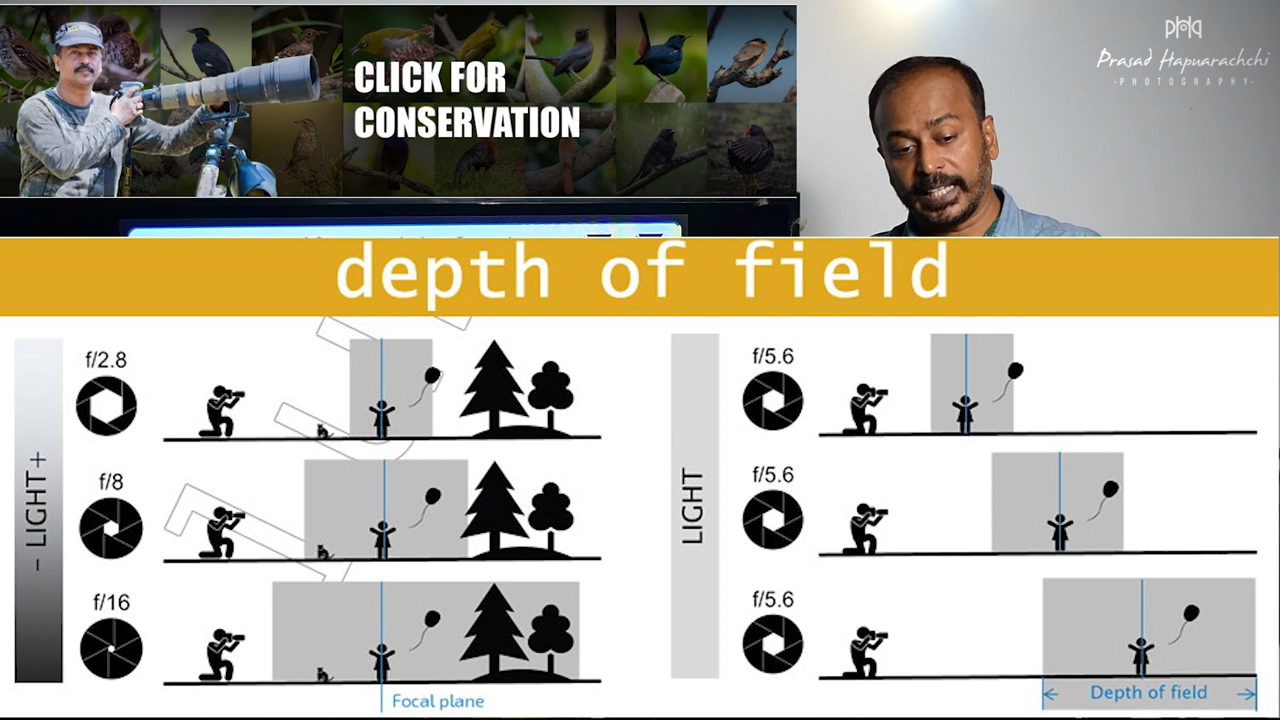 CLICK FOR
CONSERVATION
Prasad Hapuarachchi
-PHOTOGRAPHY-
depth of field
f/2.8
f/8
f/16
- LIGHT+
Focal plane
LIGHT
f/5.6
f/5.6
f/5.6
Depth of field